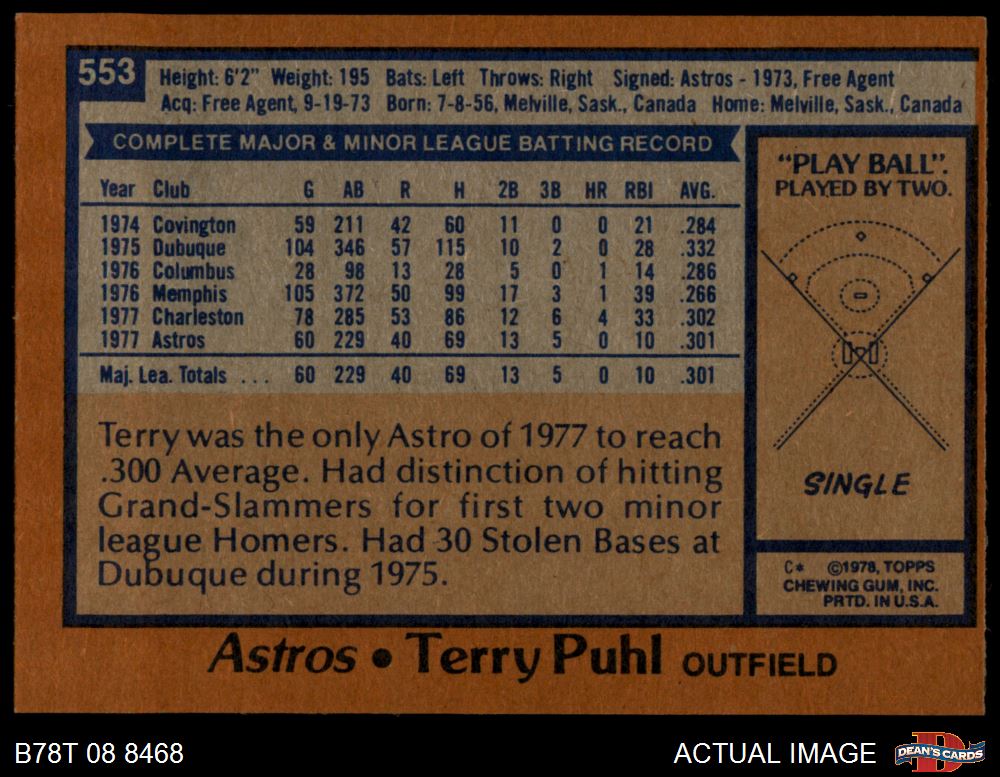 553
Height: 6'2" Weight: 195 Bats: Left Throws: Right Signed: Astros - 1973, Free Agent
Acq: Free Agent, 9-19-73 Born: 7-8-56, Melville, Sask., Canada Home: Melville, Sask., Canada
COMPLETE MAJOR & MINOR LEAGUE BATTING RECORD
Year Club G AB R H 2B 3B HR RBI AVG.
1974 Covington 59 211 42 60 11 0 0 21 .284
1975 Dubuque 104 346 57 115 10 2 0 28 .332
1976 Columbus 28 98 13 28 5 0 1 14 .286
1976 Memphis 105 372 50 99 17 3 1 39 .266
1977 Charleston 78 285 53 86 12 6 4 33 .302
1977 Astros 60 229 40 69 13 5 0 10 .301
Maj. Lea. Totals ... 60 229 40 69 13 5 0 10 .301
Terry was the only Astro of 1977 to reach
.300 Average. Had distinction of hitting
Grand-Slammers for first two minor
league Homers. Had 30 Stolen Bases at
Dubuque during 1975.
"PLAY BALL".
PLAYED BY TWO.
SINGLE
C* ©1978, TOPPS
CHEWING GUM, INC.
PRTD. IN U.S.A.
Astros • Terry Puhl OUTFIELD
B78T 08 8468
ACTUAL IMAGE
D
DEAN'S CARDS